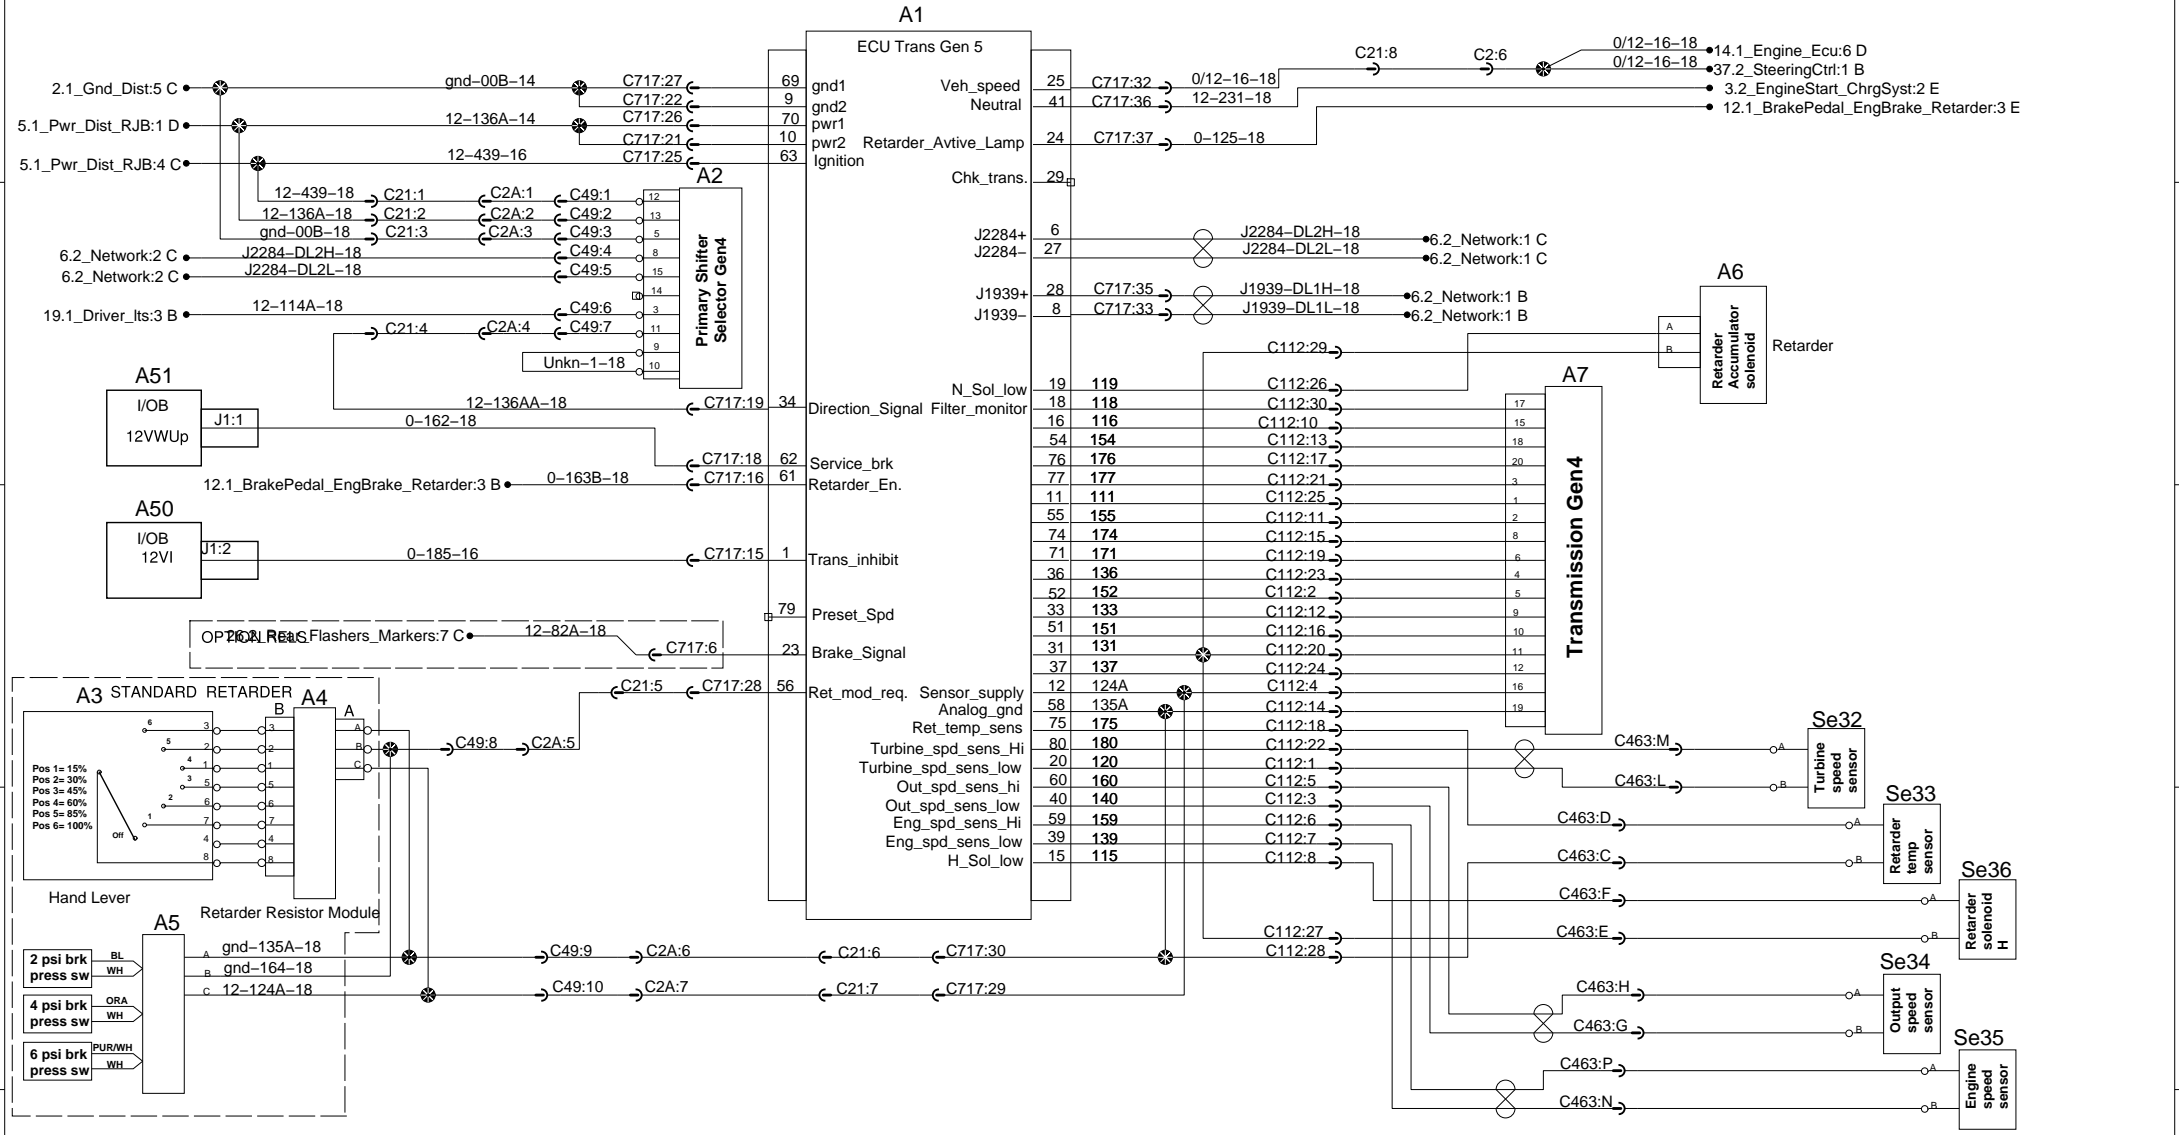 A1
ECU Trans Gen 5
2.1_Gnd_Dist:5 C
gnd-00B-14
C717:27
69
gnd1
C717:22
9
gnd2
5.1_Pwr_Dist_RJB:1 D
12-136A-14
C717:26
70
pwr1
C717:21
10
pwr2
5.1_Pwr_Dist_RJB:4 C
12-439-16
C717:25
63
Ignition
A2
Primary Shifter
Selector Gen4
12-439-18
C21:1
C2A:1
C49:1
12
12-136A-18
C21:2
C2A:2
C49:2
13
gnd-00B-18
C21:3
C2A:3
C49:3
5
6.2_Network:2 C
J2284-DL2H-18
C49:4
8
6.2_Network:2 C
J2284-DL2L-18
C49:5
15
14
19.1_Driver_Its:3 B
12-114A-18
C49:6
3
C21:4
C2A:4
C49:7
11
9
Unkn-1-18
10
A51
I/OB
12VWUp
J1:1
12-136AA-18
C717:19
34
Direction_Signal
0-162-18
C717:18
62
Service_brk
12.1_BrakePedal_EngBrake_Retarder:3 B
0-163B-18
C717:16
61
Retarder_En.
A50
I/OB
12VI
J1:2
0-185-16
C717:15
1
Trans_inhibit
79
Preset_Spd
12-82A-18
C717:6
23
Brake_Signal
C21:5
C717:28
56
Ret_mod_req.
STANDARD RETARDER
A3
A4
B
A
6
5
4
3
2
1
Off
Pos 1= 15%
Pos 2= 30%
Pos 3= 45%
Pos 4= 60%
Pos 5= 85%
Pos 6= 100%
3
2
1
5
6
7
4
8
3
2
1
5
6
7
4
8
A
B
C
C49:8
C2A:5
Hand Lever
Retarder Resistor Module
A5
2 psi brk
press sw
BL
WH
4 psi brk
press sw
ORA
WH
6 psi brk
press sw
PUR/WH
WH
A
gnd-135A-18
C49:9
C2A:6
C21:6
C717:30
B
gnd-164-18
C
12-124A-18
C49:10
C2A:7
C21:7
C717:29
Veh_speed
25
C717:32
0/12-16-18
C21:8
C2:6
0/12-16-18
14.1_Engine_Ecu:6 D
0/12-16-18
37.2_SteeringCtrl:1 B
Neutral
41
C717:36
12-231-18
3.2_EngineStart_ChrgSyst:2 E
Retarder_Avtive_Lamp
24
C717:37
0-125-18
12.1_BrakePedal_EngBrake_Retarder:3 E
Chk_trans.
29
J2284+
6
J2284-DL2H-18
6.2_Network:1 C
J2284-
27
J2284-DL2L-18
6.2_Network:1 C
J1939+
28
C717:35
J1939-DL1H-18
6.2_Network:1 B
J1939-
8
C717:33
J1939-DL1L-18
6.2_Network:1 B
A6
A
B
Retarder
Accumulator
solenoid
Retarder
C112:29
N_Sol_low
19
119
C112:26
A7
Transmission Gen4
Filter_monitor
18
118
C112:30
17
16
116
C112:10
15
54
154
C112:13
18
76
176
C112:17
20
77
177
C112:21
3
11
111
C112:25
1
55
155
C112:11
2
74
174
C112:15
8
71
171
C112:19
6
36
136
C112:23
4
52
152
C112:2
5
33
133
C112:12
9
51
151
C112:16
10
31
131
C112:20
11
37
137
C112:24
12
Sensor_supply
12
124A
C112:4
16
Analog_gnd
58
135A
C112:14
19
Ret_temp_sens
75
175
C112:18
Turbine_spd_sens_Hi
80
180
C112:22
C463:M
A
Turbine_spd_sens_low
20
120
C112:1
C463:L
B
Se32
Turbine
speed
sensor
Out_spd_sens_hi
60
160
C112:5
Out_spd_sens_low
40
140
C112:3
Eng_spd_sens_Hi
59
159
C112:6
Eng_spd_sens_low
39
139
C112:7
H_Sol_low
15
115
C112:8
C463:D
A
C463:C
B
Se33
Retarder
temp
sensor
C463:F
A
C112:27
C463:E
B
C112:28
Se36
Retarder
solenoid
H
C463:H
A
C463:G
B
Se34
Output
speed
sensor
C463:P
A
C463:N
B
Se35
Engine
speed
sensor